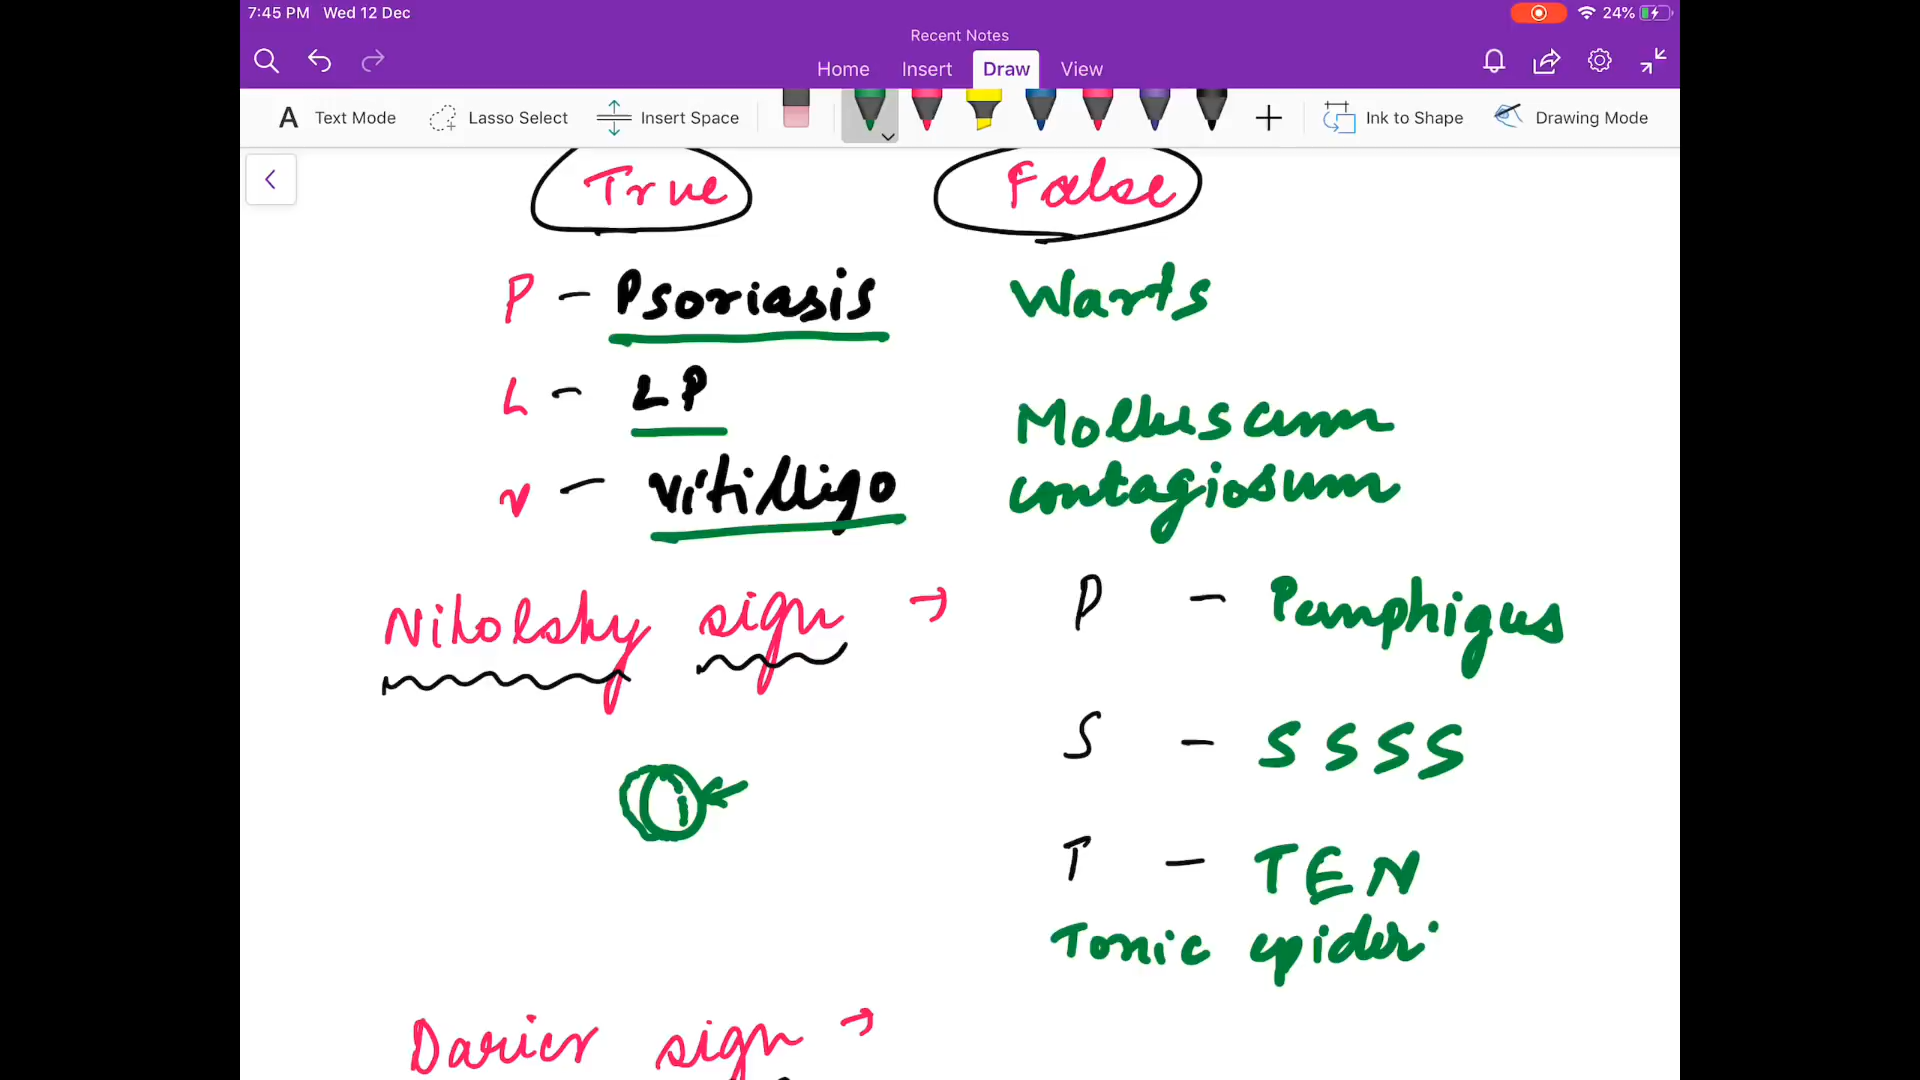 7:45 PM Wed 12 Dec
24%
Recent Notes
Home Insert Draw View
A Text Mode Lasso Select Insert Space + Ink to Shape Drawing Mode
True False
P - Psoriasis Warts
L - LP Molluscum
v - vitilligo contagiosum
Nikolsky sign → P - Pemphigus
S - SSSS
T - TEN
Toxic epider
Darier sign →